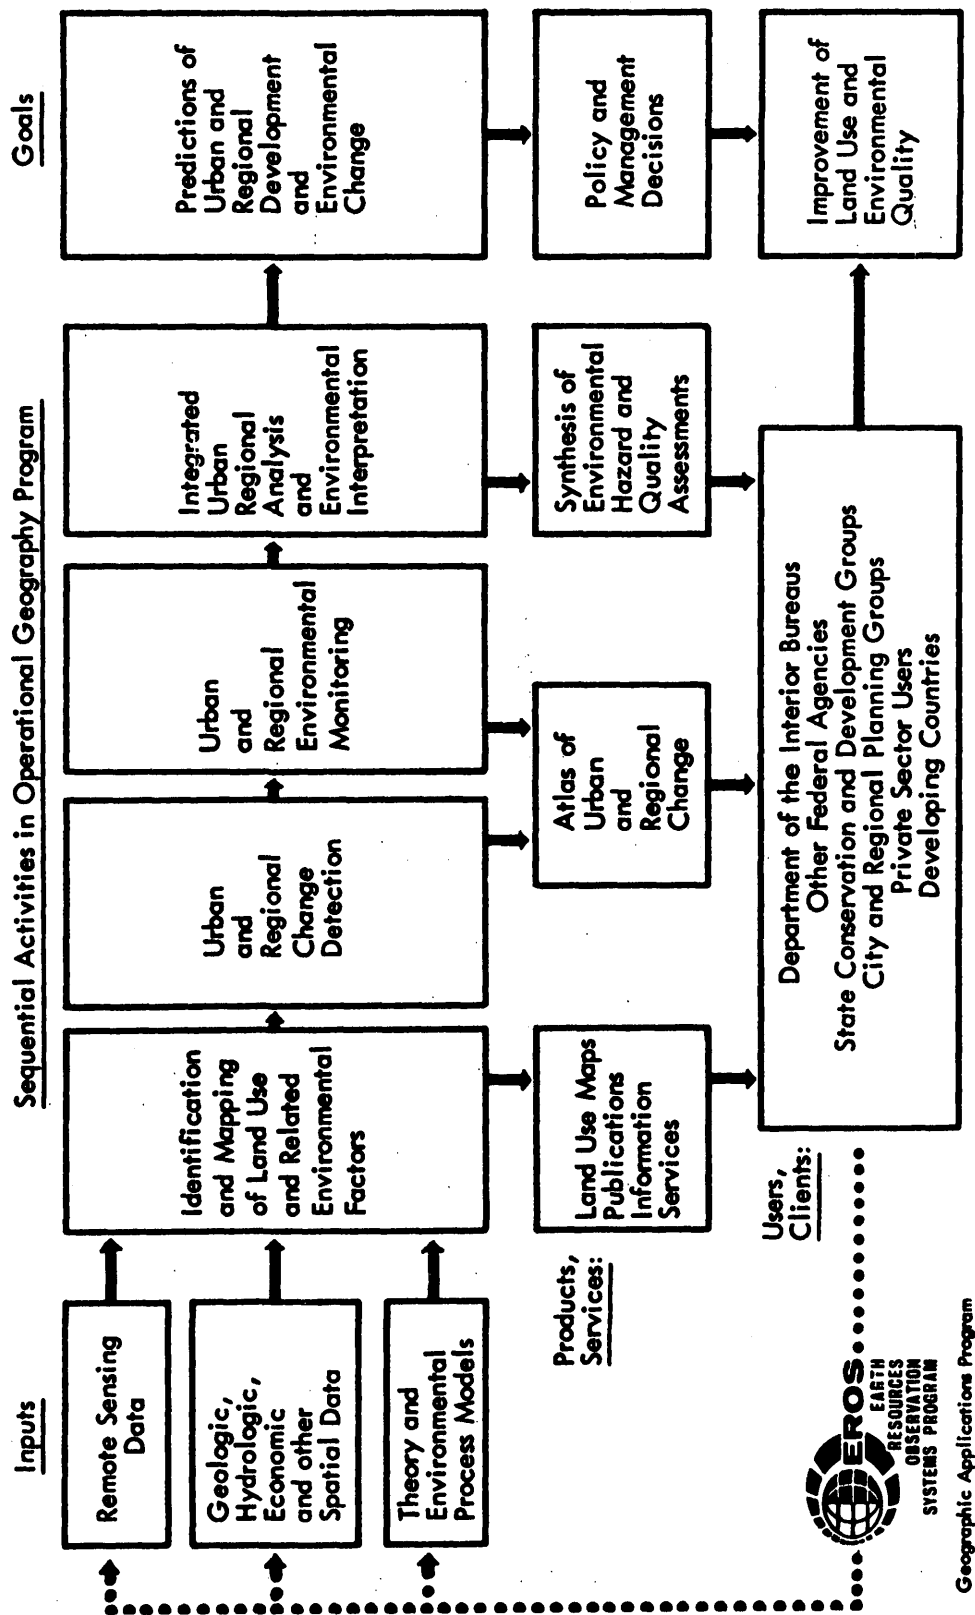 Inputs
Sequential Activities in Operational Geography Program
Goals
Remote Sensing
Data
Geologic,
Hydrologic,
Economic
and other
Spatial Data
Theory and
Environmental
Process Models
Identification
and Mapping
of Land Use
and Related
Environmental
Factors
Urban
and
Regional
Change
Detection
Urban
and
Regional
Environmental
Monitoring
Integrated
Urban
Regional
Analysis
and
Environmental
Interpretation
Predictions of
Urban and
Regional
Development
and
Environmental
Change
Products,
Services:
Land Use Maps
Publications
Information
Services
Atlas of
Urban
and
Regional
Change
Synthesis of
Environmental
Hazard and
Quality
Assessments
Policy and
Management
Decisions
Users,
Clients:
Department of the Interior Bureaus
Other Federal Agencies
State Conservation and Development Groups
City and Regional Planning Groups
Private Sector Users
Developing Countries
Improvement of
Land Use and
Environmental
Quality
EROS
EARTH
RESOURCES
OBSERVATION
SYSTEMS PROGRAM
Geographic Applications Program